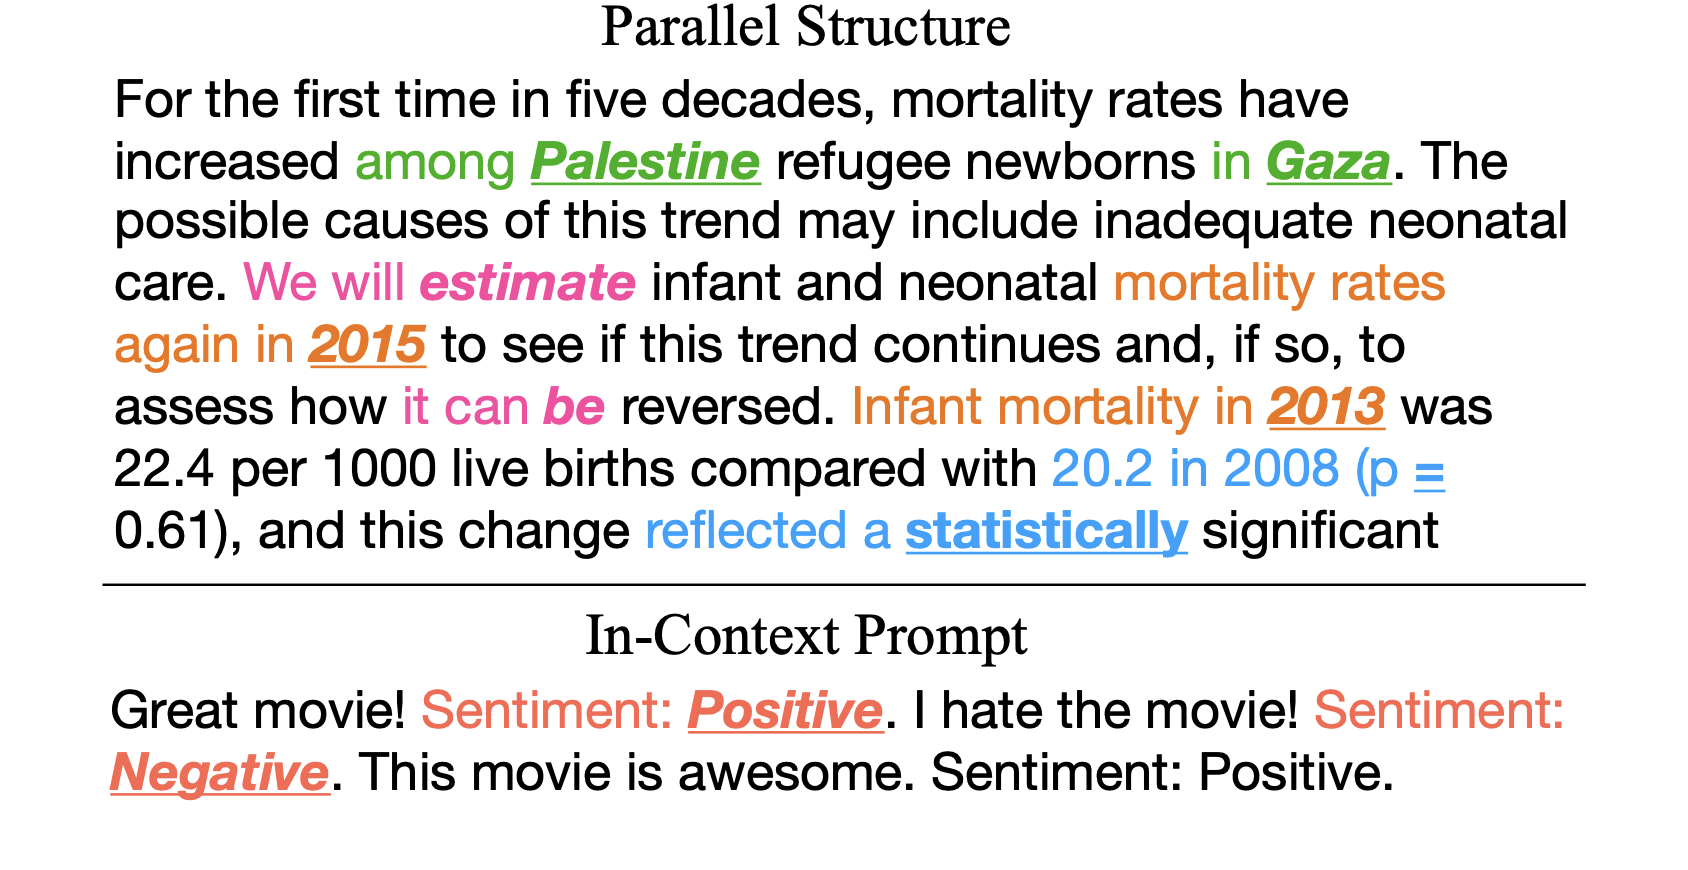 Parallel Structure
For the first time in five decades, mortality rates have
increased among Palestine refugee newborns in Gaza. The
possible causes of this trend may include inadequate neonatal
care. We will estimate infant and neonatal mortality rates
again in 2015 to see if this trend continues and, if so, to
assess how it can be reversed. Infant mortality in 2013 was
22.4 per 1000 live births compared with 20.2 in 2008 (p =
0.61), and this change reflected a statistically significant
In-Context Prompt
Great movie! Sentiment: Positive. I hate the movie! Sentiment:
Negative. This movie is awesome. Sentiment: Positive.